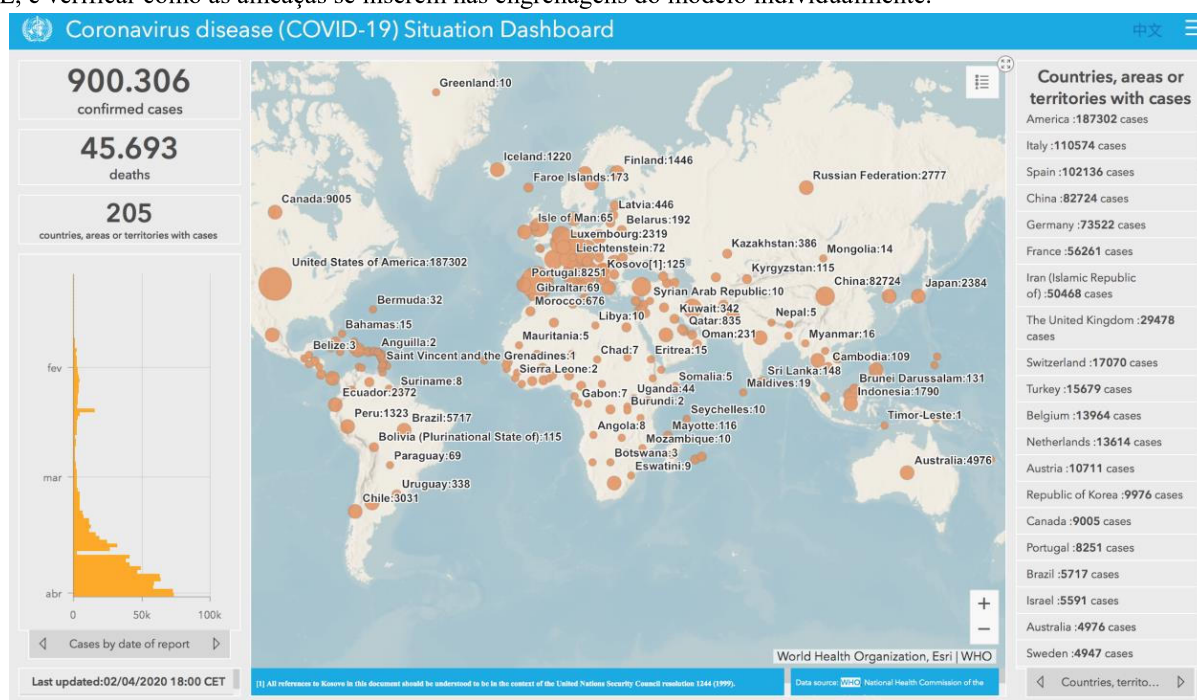 E, e verificar como as ameaças se inserem nas engrenagens do modelo individualmente.
Coronavirus disease (COVID-19) Situation Dashboard
中文
900.306
confirmed cases
45.693
deaths
205
countries, areas or territories with cases
fev
mar
abr
0 50k 100k
Cases by date of report
Last updated:02/04/2020 18:00 CET
Greenland:10
Iceland:1220
Finland:1446
Faroe Islands:173
Russian Federation:2777
Canada:9005
Latvia:446
Isle of Man:65
Belarus:192
Luxembourg:2319
Liechtenstein:72
Kazakhstan:386
Mongolia:14
United States of America:187302
Kosovo[1]:125
Kyrgyzstan:115
Portugal:8251
China:82724
Japan:2384
Gibraltar:69
Syrian Arab Republic:10
Bermuda:32
Morocco:676
Kuwait:342
Nepal:5
Libya:10
Qatar:835
Bahamas:15
Mauritania:5
Oman:231
Myanmar:16
Belize:3
Anguilla:2
Chad:7
Eritrea:15
Saint Vincent and the Grenadines:1
Cambodia:109
Sierra Leone:2
Sri Lanka:148
Somalia:5
Maldives:19
Brunei Darussalam:131
Suriname:8
Uganda:44
Ecuador:2372
Gabon:7
Indonesia:1790
Burundi:2
Seychelles:10
Peru:1323
Brazil:5717
Timor-Leste:1
Angola:8
Mayotte:116
Bolivia (Plurinational State of):115
Mozambique:10
Paraguay:69
Botswana:3
Australia:4976
Eswatini:9
Uruguay:338
Chile:3031
+
−
World Health Organization, Esri | WHO
[1] All references to Kosovo in this document should be understood to be in the context of the United Nations Security Council resolution 1244 (1999).
Data source: WHO National Health Commission of the
Countries, areas or
territories with cases
America :187302 cases
Italy :110574 cases
Spain :102136 cases
China :82724 cases
Germany :73522 cases
France :56261 cases
Iran (Islamic Republic
of) :50468 cases
The United Kingdom :29478
cases
Switzerland :17070 cases
Turkey :15679 cases
Belgium :13964 cases
Netherlands :13614 cases
Austria :10711 cases
Republic of Korea :9976 cases
Canada :9005 cases
Portugal :8251 cases
Brazil :5717 cases
Israel :5591 cases
Australia :4976 cases
Sweden :4947 cases
Countries, territo...